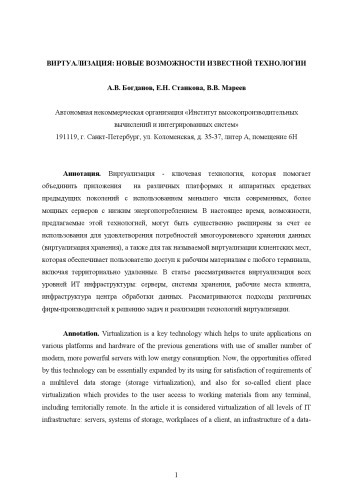 ВИРТУАЛИЗАЦИЯ: НОВЫЕ ВОЗМОЖНОСТИ ИЗВЕСТНОЙ ТЕХНОЛОГИИ
А.В. Богданов, Е.Н. Станкова, В.В. Мареев
Автономная некоммерческая организация «Институт высокопроизводительных
вычислений и интегрированных систем»
191119, г. Санкт-Петербург, ул. Коломенская, д. 35-37, литер А, помещение 6Н
Аннотация. Виртуализация - ключевая технология, которая помогает
объединить приложения на различных платформах и аппаратных средствах
предыдущих поколений с использованием меньшего числа современных, более
мощных серверов с низким энергопотреблением. В настоящее время, возможности,
предлагаемые этой технологией, могут быть существенно расширены за счет ее
использования для удовлетворения потребностей многоуровневого хранения данных
(виртуализация хранения), а также для так называемой виртуализации клиентских мест,
которая обеспечивает пользователю доступ к рабочим материалам с любого терминала,
включая территориально удаленные. В статье рассматривается виртуализация всех
уровней ИТ инфраструктуры: серверы, системы хранения, рабочие места клиента,
инфраструктура центра обработки данных. Рассматриваются подходы различных
фирм-производителей к решению задач и реализации технологий виртуализации.
Annotation. Virtualization is a key technology which helps to unite applications on
various platforms and hardware of the previous generations with use of smaller number of
modern, more powerful servers with low energy consumption. Now, the opportunities offered
by this technology can be essentially expanded by its using for satisfaction of requirements of
a multilevel data storage (storage virtualization), and also for so-called client place
virtualization which provides to the user access to working materials from any terminal,
including territorially remote. In the article it is considered virtualization of all levels of IT
infrastructure: servers, systems of storage, workplaces of a client, an infrastructure of a data-
1